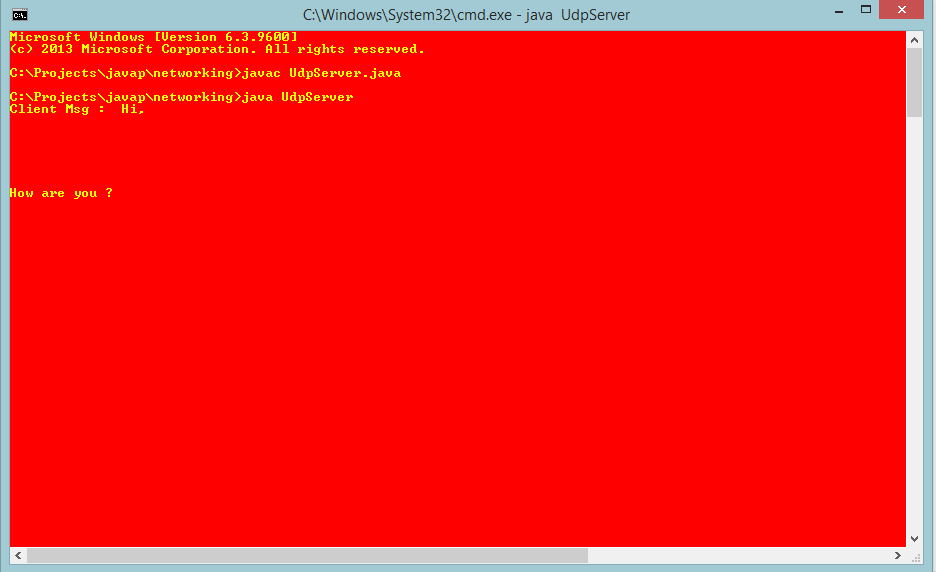 C:\Windows\System32\cmd.exe - java  UdpServer
Microsoft Windows [Version 6.3.9600]
(c) 2013 Microsoft Corporation. All rights reserved.
C:\Projects\javap\networking>javac UdpServer.java
C:\Projects\javap\networking>java UdpServer
Client Msg :  Hi,
How are you ?